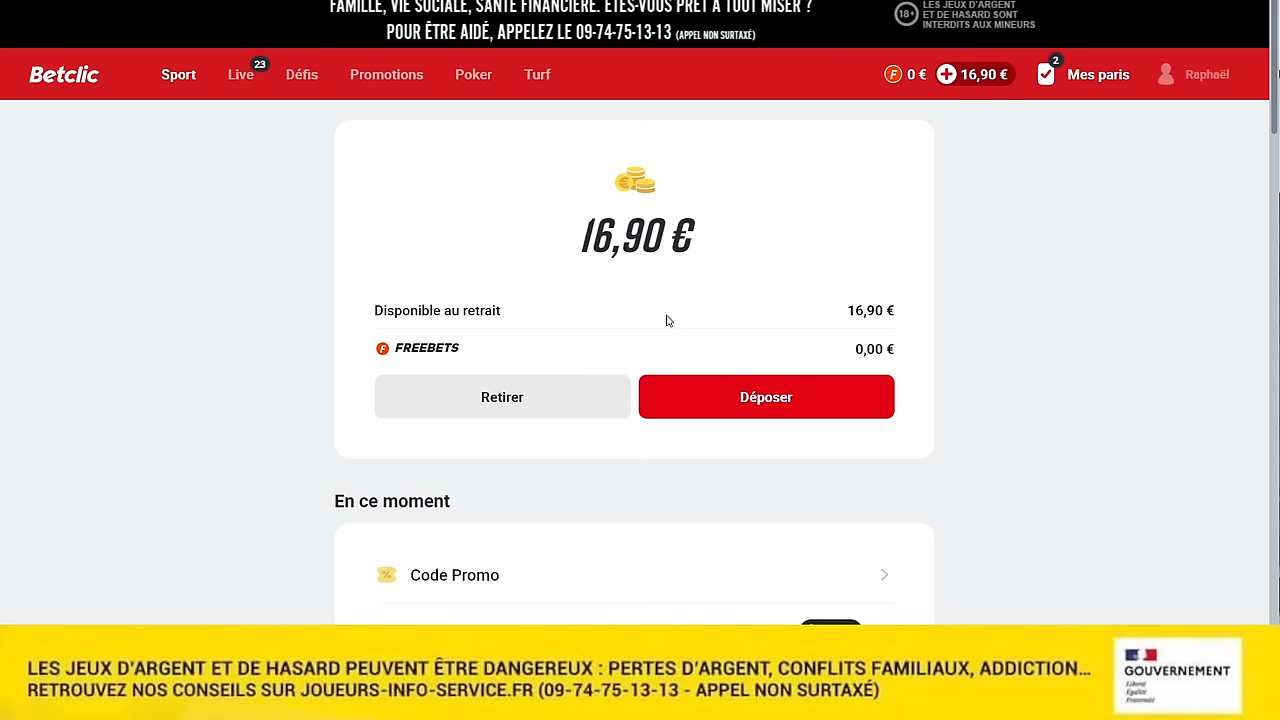 FAMILLE, VIE SOCIALE, SANTÉ FINANCIÈRE. ÊTES-VOUS PRÊT À TOUT MISER ?
POUR ÊTRE AIDÉ, APPELEZ LE 09-74-75-13-13 (APPEL NON SURTAXÉ)
18+
LES JEUX D'ARGENT
ET DE HASARD SONT
INTERDITS AUX MINEURS
Betclic
Sport
Live
23
Défis
Promotions
Poker
Turf
F 0 €
16,90 €
2
Mes paris
Raphaël
16,90 €
Disponible au retrait 16,90 €
F FREEBETS 0,00 €
Retirer
Déposer
En ce moment
% Code Promo
LES JEUX D'ARGENT ET DE HASARD PEUVENT ÊTRE DANGEREUX : PERTES D'ARGENT, CONFLITS FAMILIAUX, ADDICTION...
RETROUVEZ NOS CONSEILS SUR JOUEURS-INFO-SERVICE.FR (09-74-75-13-13 - APPEL NON SURTAXÉ)
GOUVERNEMENT
Liberté
Égalité
Fraternité